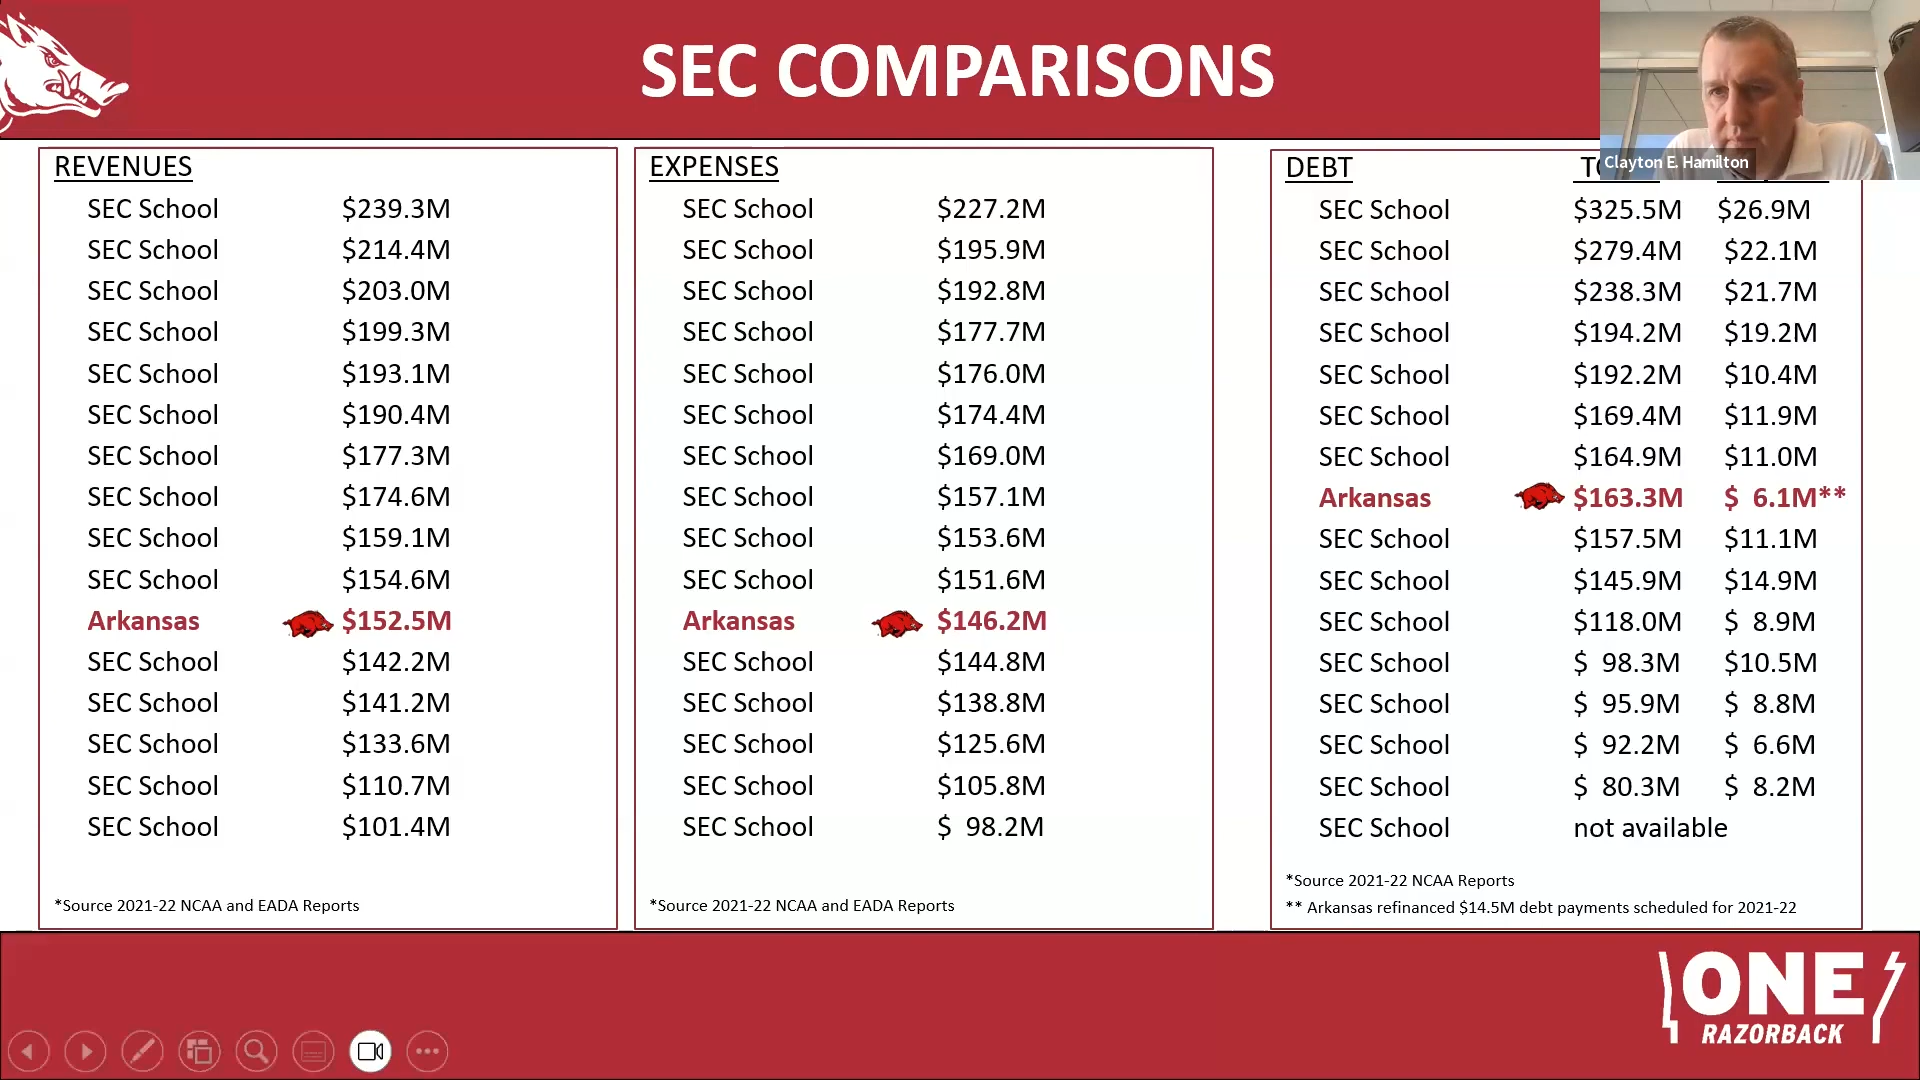 SEC COMPARISONS
Clayton E. Hamilton
REVENUES
SEC School $239.3M
SEC School $214.4M
SEC School $203.0M
SEC School $199.3M
SEC School $193.1M
SEC School $190.4M
SEC School $177.3M
SEC School $174.6M
SEC School $159.1M
SEC School $154.6M
Arkansas $152.5M
SEC School $142.2M
SEC School $141.2M
SEC School $133.6M
SEC School $110.7M
SEC School $101.4M
*Source 2021-22 NCAA and EADA Reports
EXPENSES
SEC School $227.2M
SEC School $195.9M
SEC School $192.8M
SEC School $177.7M
SEC School $176.0M
SEC School $174.4M
SEC School $169.0M
SEC School $157.1M
SEC School $153.6M
SEC School $151.6M
Arkansas $146.2M
SEC School $144.8M
SEC School $138.8M
SEC School $125.6M
SEC School $105.8M
SEC School $ 98.2M
*Source 2021-22 NCAA and EADA Reports
DEBT
SEC School $325.5M $26.9M
SEC School $279.4M $22.1M
SEC School $238.3M $21.7M
SEC School $194.2M $19.2M
SEC School $192.2M $10.4M
SEC School $169.4M $11.9M
SEC School $164.9M $11.0M
Arkansas $163.3M $ 6.1M**
SEC School $157.5M $11.1M
SEC School $145.9M $14.9M
SEC School $118.0M $ 8.9M
SEC School $ 98.3M $10.5M
SEC School $ 95.9M $ 8.8M
SEC School $ 92.2M $ 6.6M
SEC School $ 80.3M $ 8.2M
SEC School not available
*Source 2021-22 NCAA Reports
** Arkansas refinanced $14.5M debt payments scheduled for 2021-22
ONE
RAZORBACK